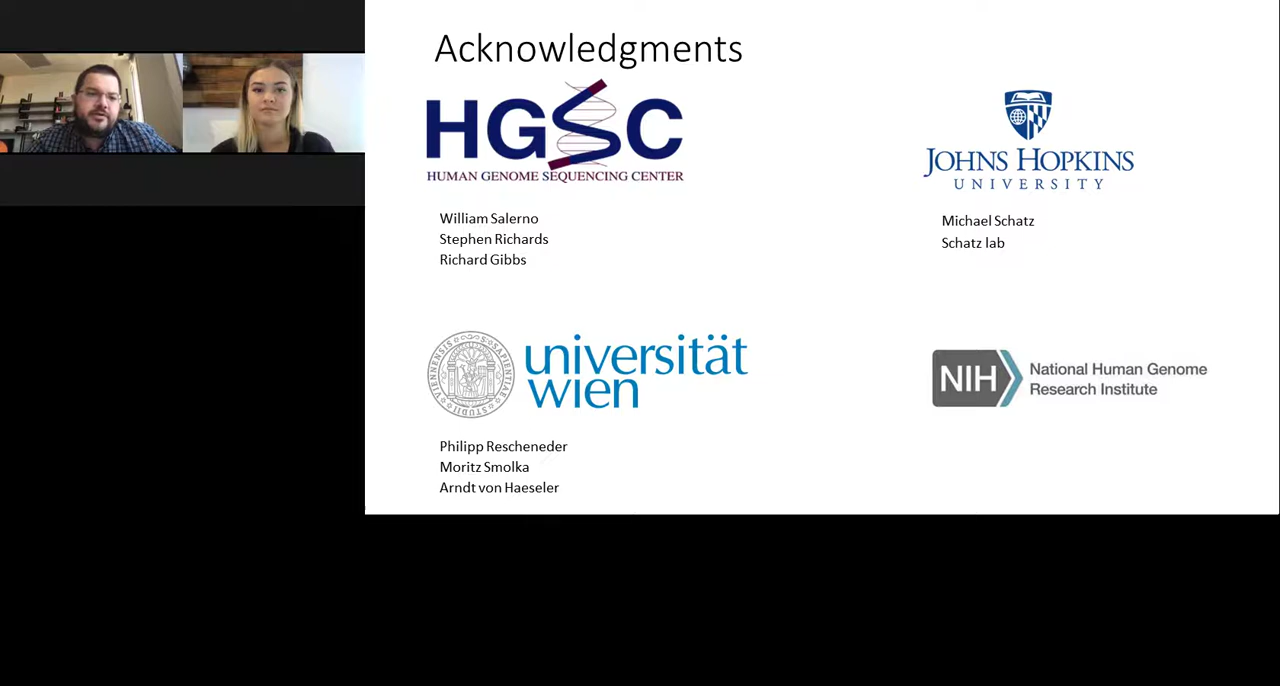 Acknowledgments
HGSC
HUMAN GENOME SEQUENCING CENTER
William Salerno
Stephen Richards
Richard Gibbs
JOHNS HOPKINS
UNIVERSITY
Michael Schatz
Schatz lab
universität
wien
Philipp Rescheneder
Moritz Smolka
Arndt von Haeseler
NIH
National Human Genome
Research Institute